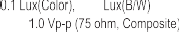 0.1 Lux(Color), Lux(B/W)
1.0 Vp-p (75 ohm, Composite)